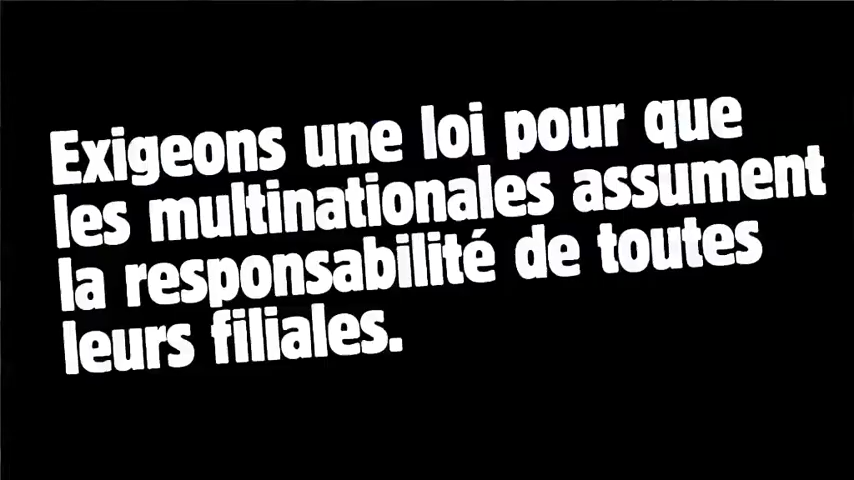 Exigeons une loi pour que
les multinationales assument
la responsabilité de toutes
leurs filiales.